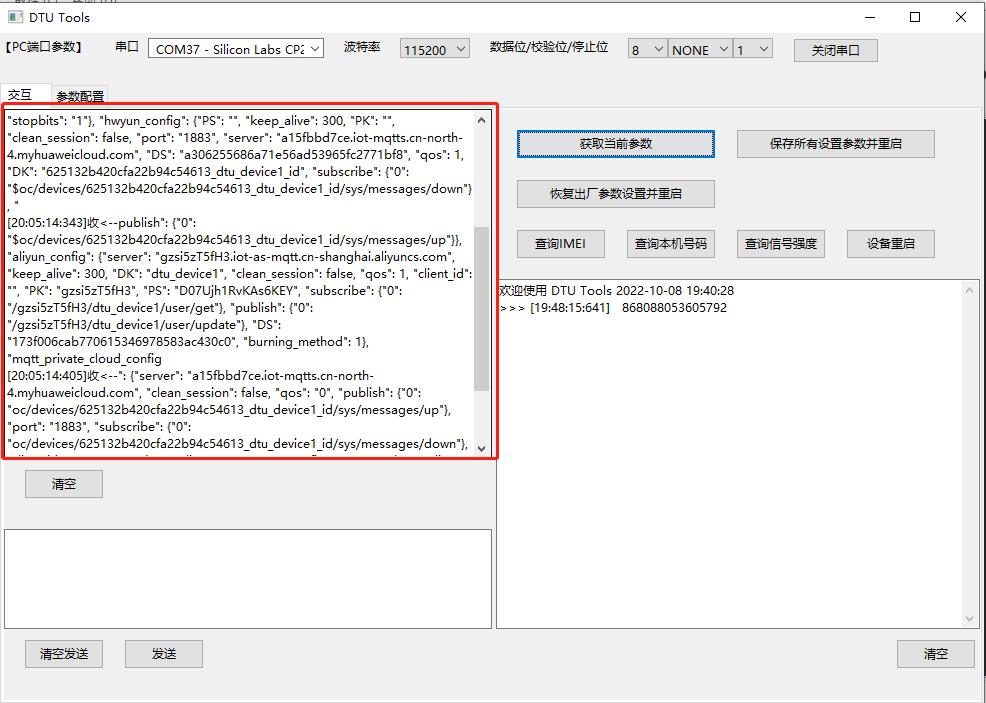 DTU Tools
【PC端口参数】 串口 COM37 - Silicon Labs CP2 波特率 115200 数据位/校验位/停止位 8 NONE 1 关闭串口
交互 参数配置
"stopbits": "1"}, "hwyun_config": {"PS": "", "keep_alive": 300, "PK": "",
"clean_session": false, "port": "1883", "server": "a15fbbd7ce.iot-mqtts.cn-north-
4.myhuaweicloud.com", "DS": "a306255686a71e56ad53965fc2771bf8", "qos": 1,
"DK": "625132b420cfa22b94c54613_dtu_device1_id", "subscribe": {"0":
"$oc/devices/625132b420cfa22b94c54613_dtu_device1_id/sys/messages/down"}
, "
[20:05:14:343]收<--publish": {"0":
"$oc/devices/625132b420cfa22b94c54613_dtu_device1_id/sys/messages/up"}},
"aliyun_config": {"server": "gzsi5zT5fH3.iot-as-mqtt.cn-shanghai.aliyuncs.com",
"keep_alive": 300, "DK": "dtu_device1", "clean_session": false, "qos": 1, "client_id":
"", "PK": "gzsi5zT5fH3", "PS": "D07Ujh1RvKAs6KEY", "subscribe": {"0":
"/gzsi5zT5fH3/dtu_device1/user/get"}, "publish": {"0":
"/gzsi5zT5fH3/dtu_device1/user/update"}, "DS":
"173f006cab770615346978583ac430c0", "burning_method": 1},
"mqtt_private_cloud_config
[20:05:14:405]收<--": {"server": "a15fbbd7ce.iot-mqtts.cn-north-
4.myhuaweicloud.com", "clean_session": false, "qos": "0", "publish": {"0":
"oc/devices/625132b420cfa22b94c54613_dtu_device1_id/sys/messages/up"},
"port": "1883", "subscribe": {"0":
"oc/devices/625132b420cfa22b94c54613_dtu_device1_id/sys/messages/down"},
清空
清空发送 发送
获取当前参数 保存所有设置参数并重启
恢复出厂参数设置并重启
查询IMEI 查询本机号码 查询信号强度 设备重启
欢迎使用 DTU Tools 2022-10-08 19:40:28
>>> [19:48:15:641] 868088053605792
清空